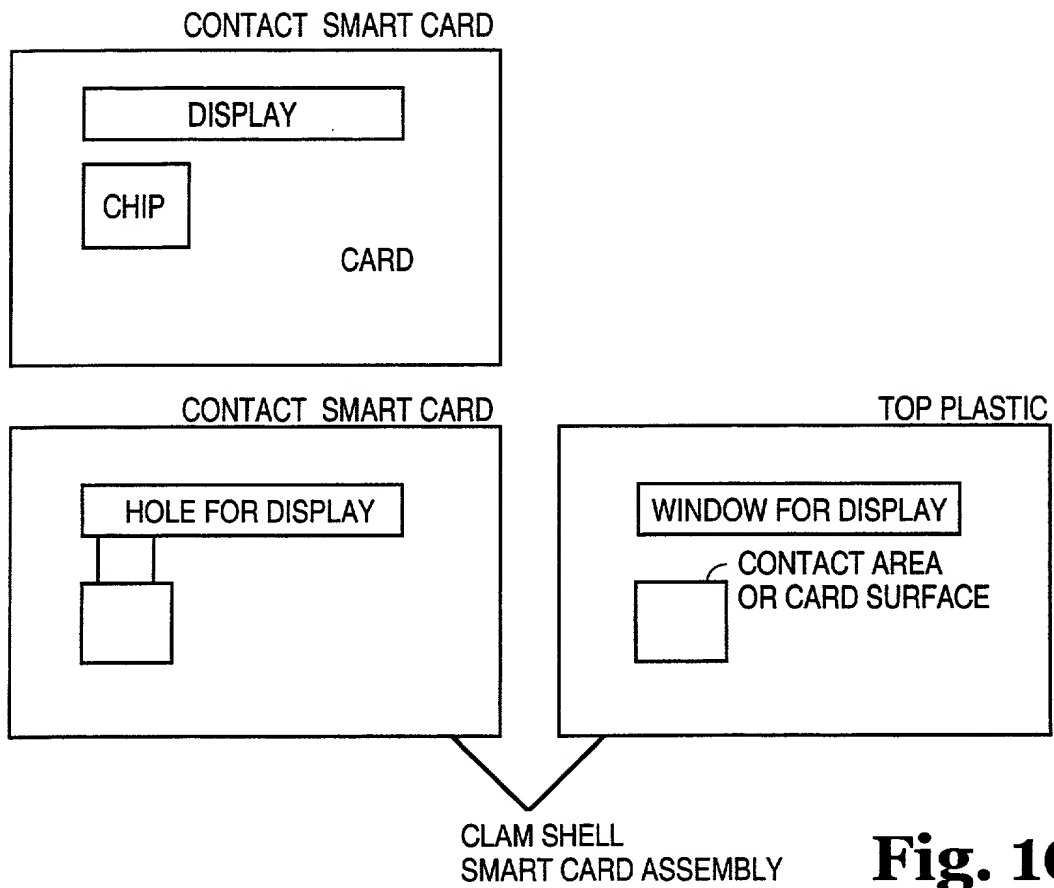 CONTACT SMART CARD
DISPLAY
CHIP
CARD
CONTACT SMART CARD
HOLE FOR DISPLAY
TOP PLASTIC
WINDOW FOR DISPLAY
CONTACT AREA
OR CARD SURFACE
CLAM SHELL
SMART CARD ASSEMBLY
Fig.